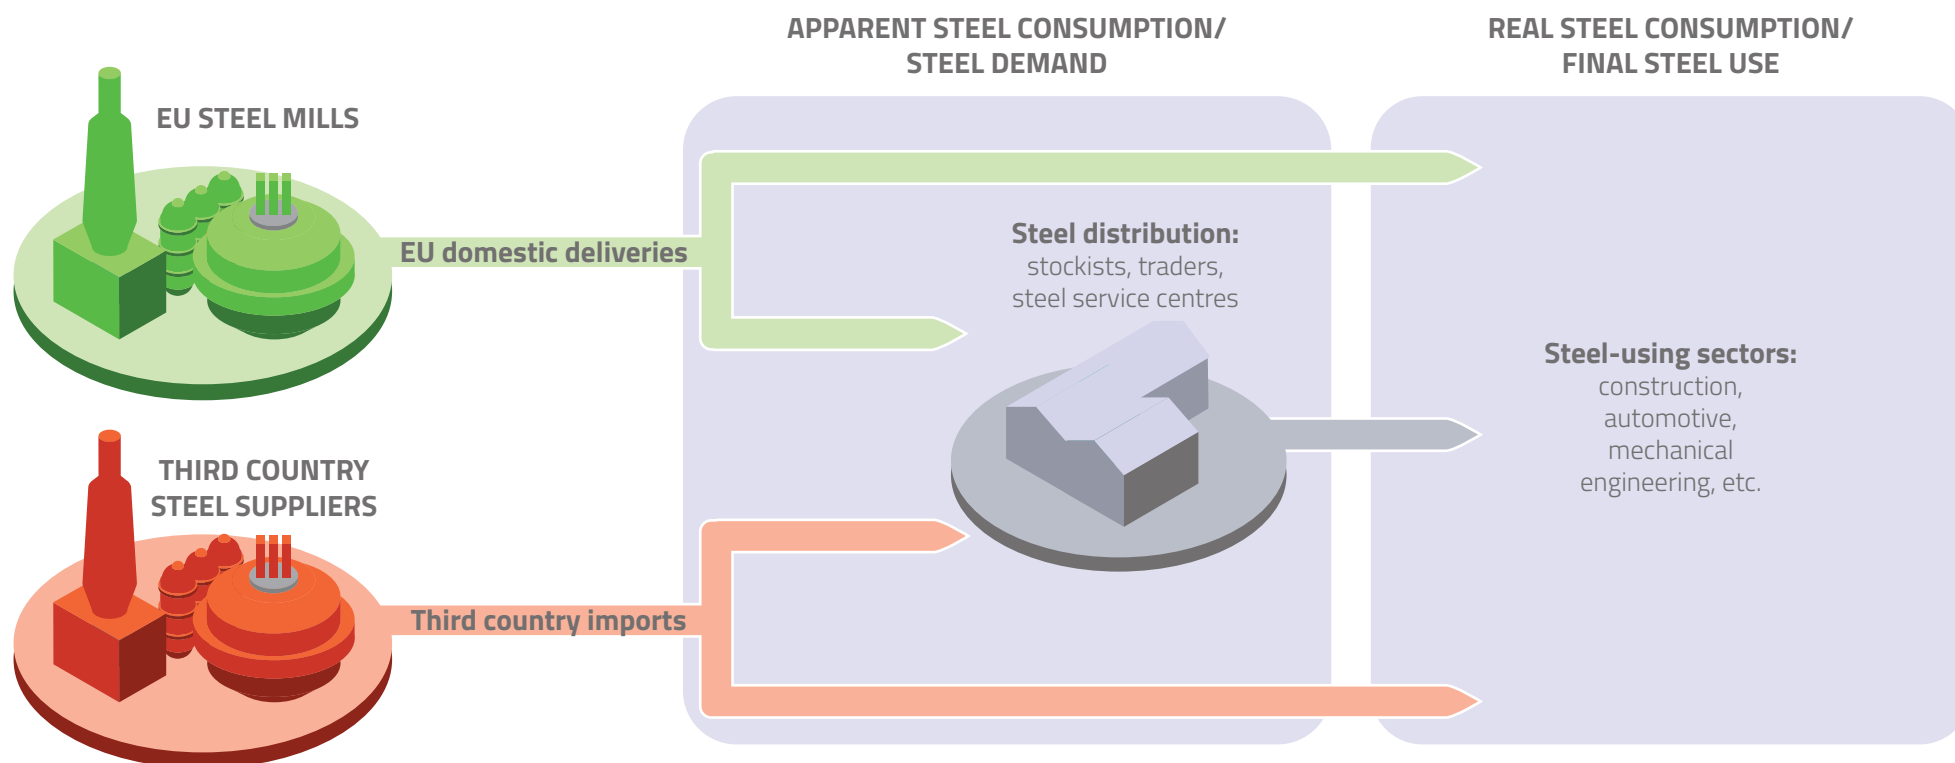 APPARENT STEEL CONSUMPTION/
STEEL DEMAND
REAL STEEL CONSUMPTION/
FINAL STEEL USE
EU STEEL MILLS
EU domestic deliveries
Steel distribution:
stockists, traders,
steel service centres
Steel-using sectors:
construction,
automotive,
mechanical
engineering, etc.
THIRD COUNTRY
STEEL SUPPLIERS
Third country imports